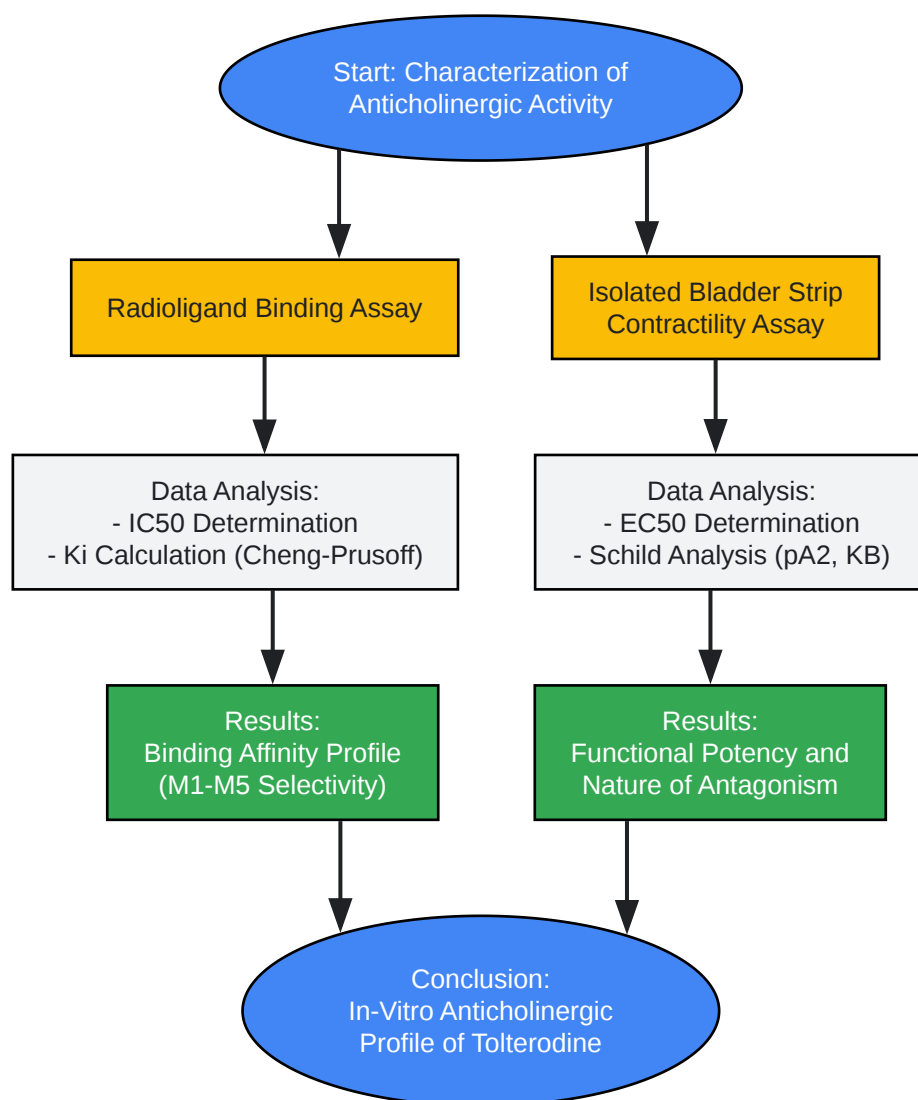 Start: Characterization of
Anticholinergic Activity
Radioligand Binding Assay
Isolated Bladder Strip
Contractility Assay
Data Analysis:
- IC50 Determination
- Ki Calculation (Cheng-Prusoff)
Data Analysis:
- EC50 Determination
- Schild Analysis (pA2, KB)
Results:
Binding Affinity Profile
(M1-M5 Selectivity)
Results:
Functional Potency and
Nature of Antagonism
Conclusion:
In-Vitro Anticholinergic
Profile of Tolterodine